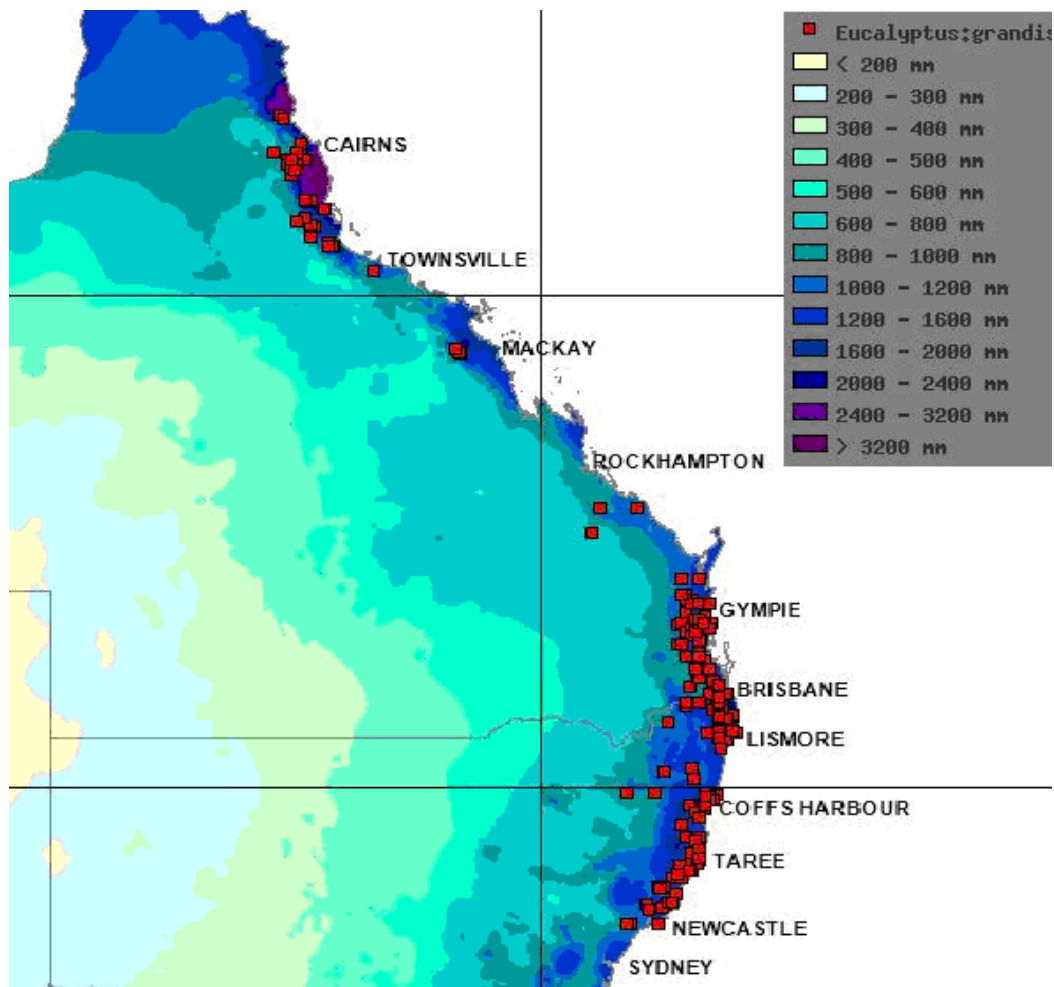 Eucalyptus:grandis
< 200 mm
200 - 300 mm
300 - 400 mm
400 - 500 mm
500 - 600 mm
600 - 800 mm
800 - 1000 mm
1000 - 1200 mm
1200 - 1600 mm
1600 - 2000 mm
2000 - 2400 mm
2400 - 3200 mm
> 3200 mm
CAIRNS
TOWNSVILLE
MACKAY
ROCKHAMPTON
GYMPIE
BRISBANE
LISMORE
COFFS HARBOUR
TAREE
NEWCASTLE
SYDNEY